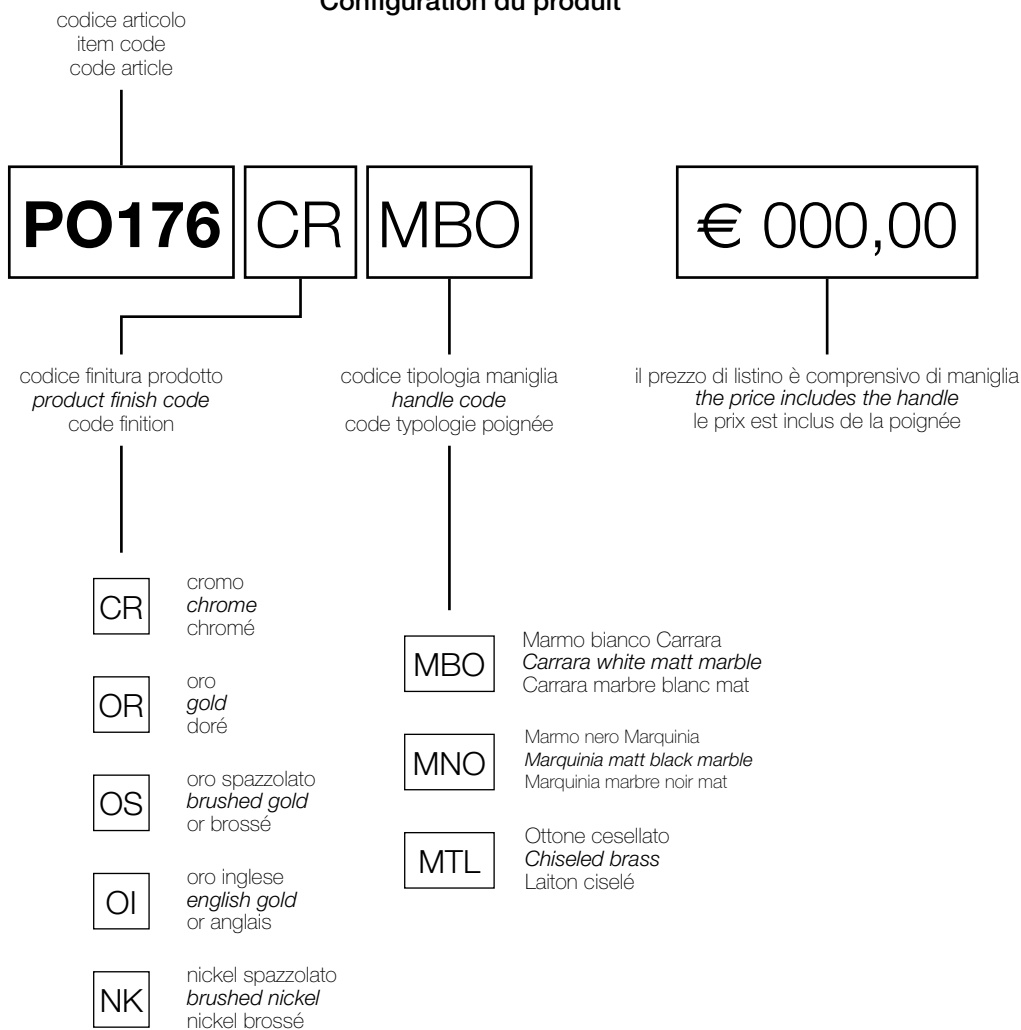 Configuration du produit
codice articolo
item code
code article
PO176 CR MBO € 000,00
codice finitura prodotto
product finish code
code finition
codice tipologia maniglia
handle code
code typologie poignée
il prezzo di listino è comprensivo di maniglia
the price includes the handle
le prix est inclus de la poignée
CR
cromo
chrome
chromé
OR
oro
gold
doré
OS
oro spazzolato
brushed gold
or brossé
OI
oro inglese
english gold
or anglais
NK
nickel spazzolato
brushed nickel
nickel brossé
MBO
Marmo bianco Carrara
Carrara white matt marble
Carrara marbre blanc mat
MNO
Marmo nero Marquinia
Marquinia matt black marble
Marquinia marbre noir mat
MTL
Ottone cesellato
Chiseled brass
Laiton ciselé